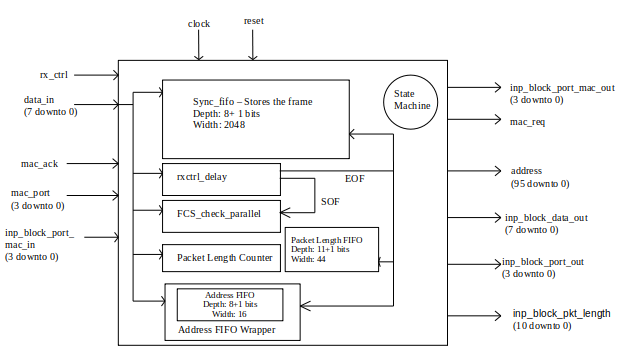 clock
reset
rx_ctrl
data_in
(7 downto 0)
mac_ack
mac_port
(3 downto 0)
inp_block_port_
mac_in
(3 downto 0)
Sync_fifo – Stores the frame
Depth: 8+ 1 bits
Width: 2048
State
Machine
rxctrl_delay
EOF
SOF
FCS_check_parallel
Packet Length Counter
Packet Length FIFO
Depth: 11+1 bits
Width: 44
Address FIFO
Depth: 8+1 bits
Width: 16
Address FIFO Wrapper
inp_block_port_mac_out
(3 downto 0)
mac_req
address
(95 downto 0)
inp_block_data_out
(7 downto 0)
inp_block_port_out
(3 downto 0)
inp_block_pkt_length
(10 downto 0)